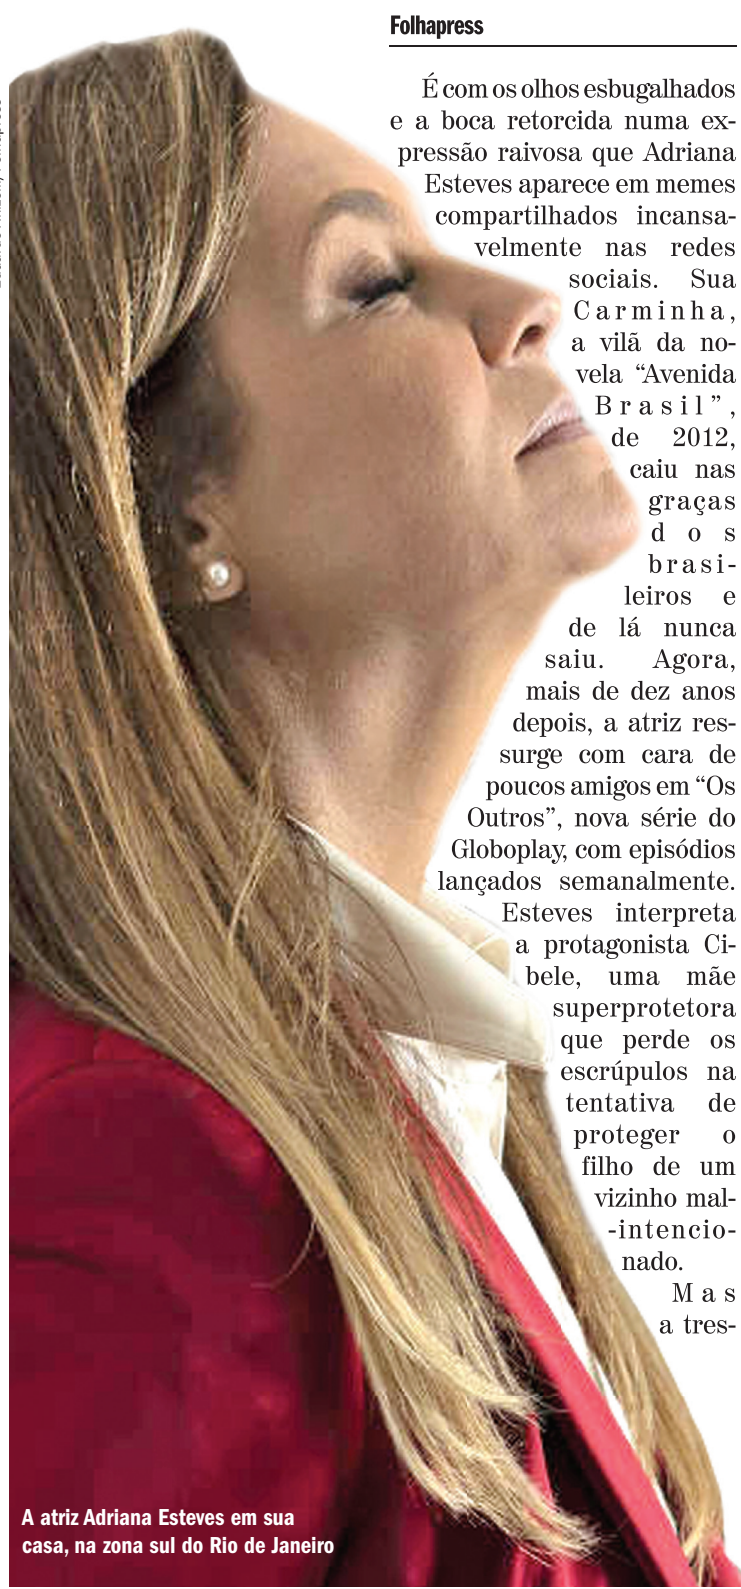 Folhapress
É com os olhos esbugalhados
e a boca retorcida numa ex-
pressão raivosa que Adriana
Esteves aparece em memes
compartilhados incansa-
velmente nas redes
sociais. Sua
Carminha,
a vilã da no-
vela “Avenida
Brasil”,
de 2012,
caiu nas
graças
dos
brasi-
leiros e
de lá nunca
saiu. Agora,
mais de dez anos
depois, a atriz res-
surge com cara de
poucos amigos em “Os
Outros”, nova série do
Globoplay, com episódios
lançados semanalmente.
Esteves interpreta
a protagonista Ci-
bele, uma mãe
superprotetora
que perde os
escrúpulos na
tentativa de
proteger o
filho de um
vizinho mal-
-intencio-
nado.
Mas
a tres-
A atriz Adriana Esteves em sua
casa, na zona sul do Rio de Janeiro